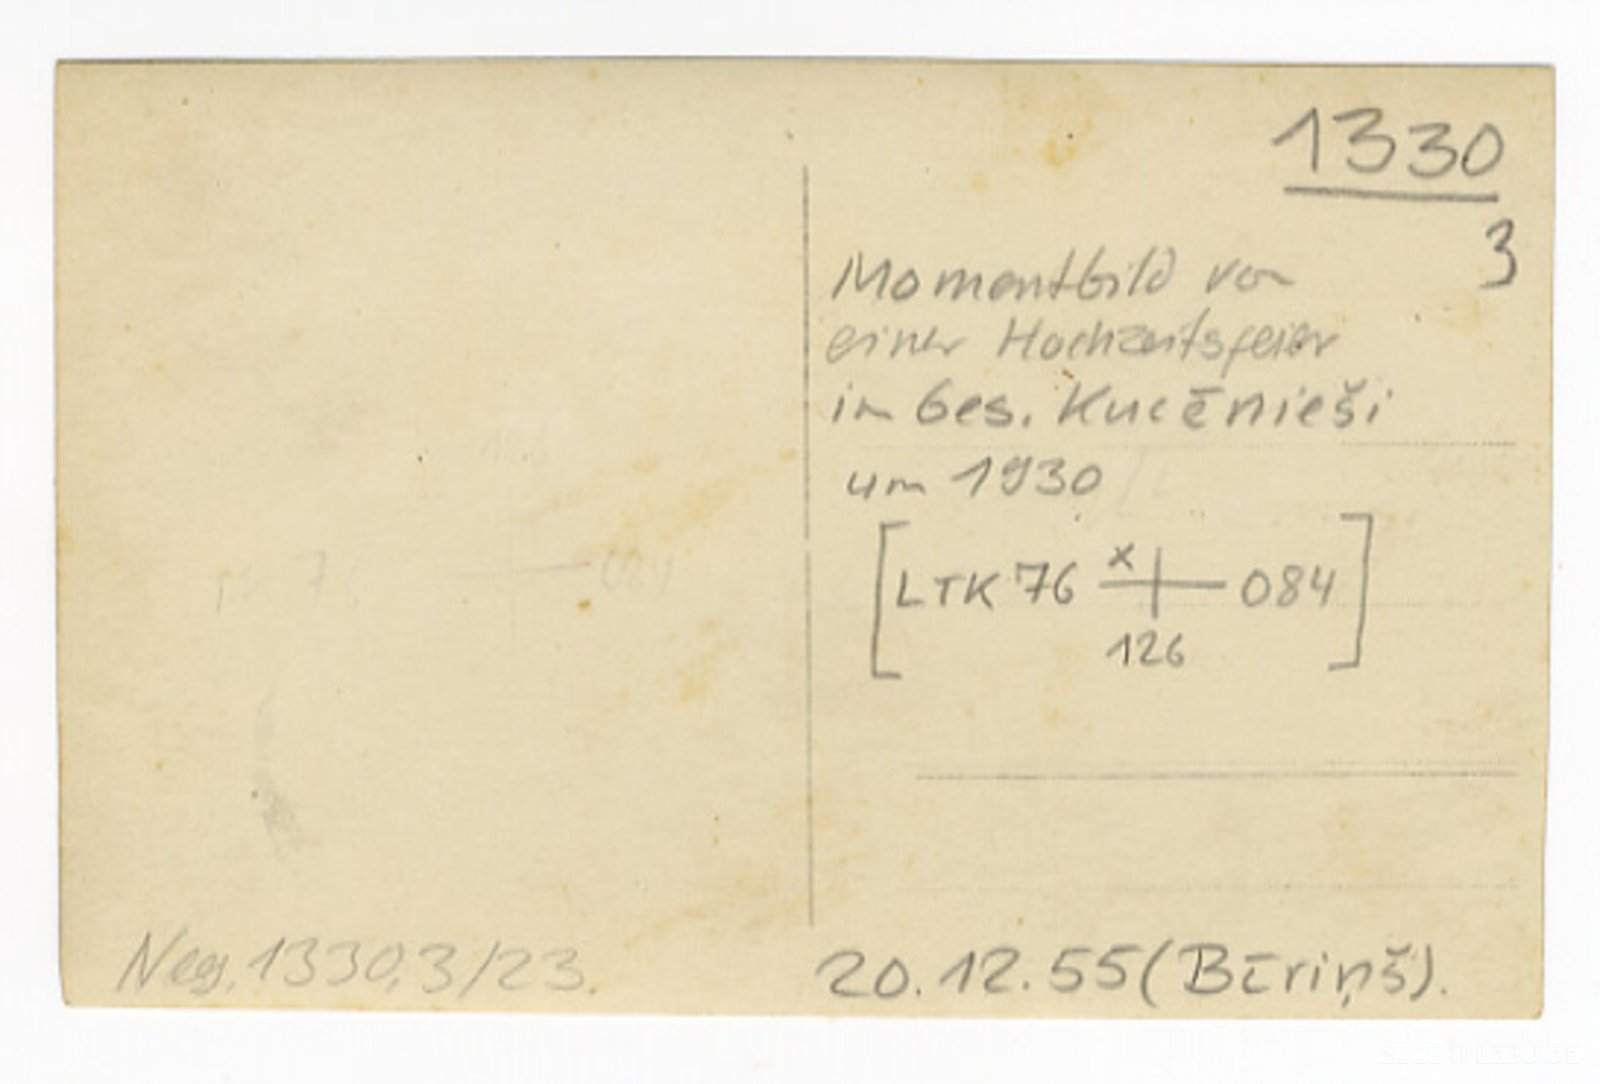 1330
3
Momentbild von
einer Hochzeitsfeier
in Ges. Kucēnieši
um 1930
[LTK 76 x 084]
126
Neg. 1330,3/23.
20.12.55 (Bēriņš).